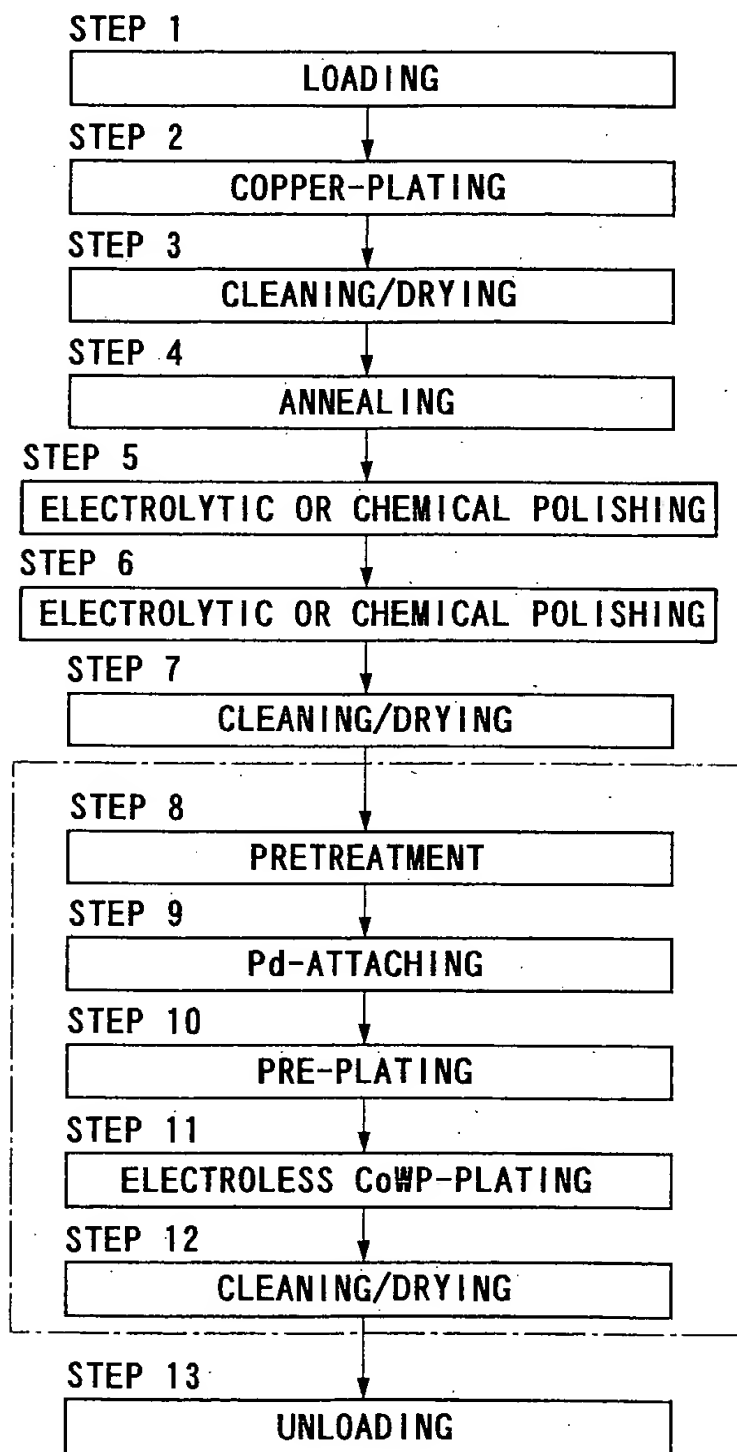 STEP 1
LOADING
STEP 2
COPPER-PLATING
STEP 3
CLEANING/DRYING
STEP 4
ANNEALING
STEP 5
ELECTROLYTIC OR CHEMICAL POLISHING
STEP 6
ELECTROLYTIC OR CHEMICAL POLISHING
STEP 7
CLEANING/DRYING
STEP 8
PRETREATMENT
STEP 9
Pd-ATTACHING
STEP 10
PRE-PLATING
STEP 11
ELECTROLESS CoWP-PLATING
STEP 12
CLEANING/DRYING
STEP 13
UNLOADING